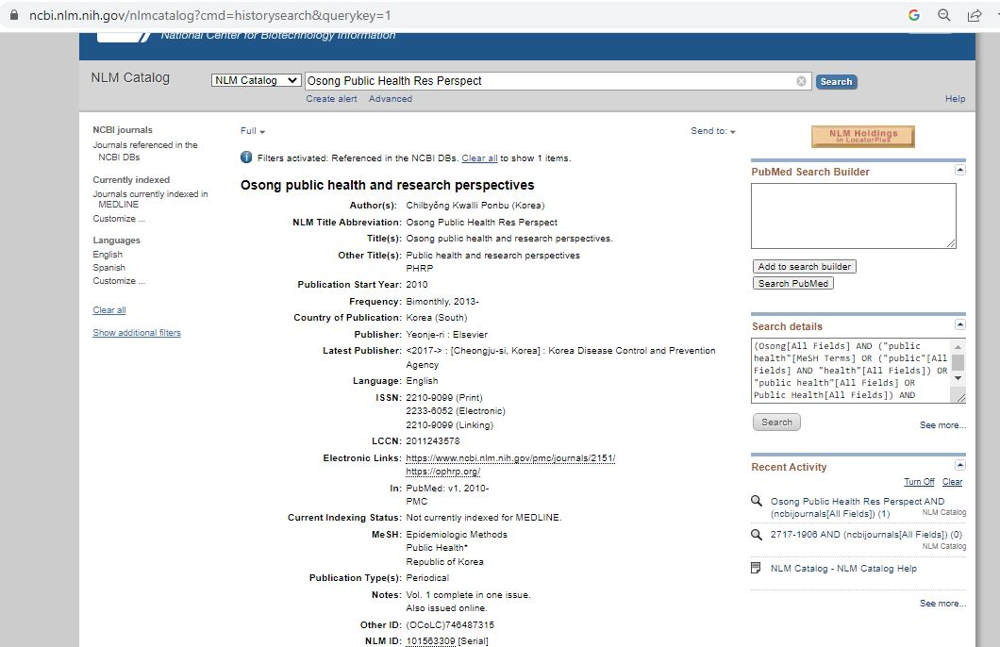 ncbi.nlm.nih.gov/nlmcatalog?cmd=historysearch&querykey=1
National Center for Biotechnology Information
NLM Catalog
NLM Catalog
Osong Public Health Res Perspect
Search
Create alert
Advanced
Help
NCBI journals
Journals referenced in the
NCBI DBs
Currently indexed
Journals currently indexed in
MEDLINE
Customize ...
Languages
English
Spanish
Customize ...
Clear all
Show additional filters
Full
Send to:
Filters activated: Referenced in the NCBI DBs. Clear all to show 1 items.
Osong public health and research perspectives
Author(s): Chilbyŏng Kwalli Ponbu (Korea)
NLM Title Abbreviation: Osong Public Health Res Perspect
Title(s): Osong public health and research perspectives.
Other Title(s): Public health and research perspectives
PHRP
Publication Start Year: 2010
Frequency: Bimonthly, 2013-
Country of Publication: Korea (South)
Publisher: Yeonje-ri : Elsevier
Latest Publisher: <2017-> : [Cheongju-si, Korea] : Korea Disease Control and Prevention
Agency
Language: English
ISSN: 2210-9099 (Print)
2233-6052 (Electronic)
2210-9099 (Linking)
LCCN: 2011243578
Electronic Links: https://www.ncbi.nlm.nih.gov/pmc/journals/2151/
https://ophrp.org/
In: PubMed: v1, 2010-
PMC
Current Indexing Status: Not currently indexed for MEDLINE.
MeSH: Epidemiologic Methods
Public Health*
Republic of Korea
Publication Type(s): Periodical
Notes: Vol. 1 complete in one issue.
Also issued online.
Other ID: (OCoLC)746487315
NLM ID: 101563309 [Serial]
NLM Holdings
in LocatorPlus
PubMed Search Builder
Add to search builder
Search PubMed
Search details
(Osong[All Fields] AND ("public
health"[MeSH Terms] OR ("public"[All
Fields] AND "health"[All Fields]) OR
"public health"[All Fields] OR
Public Health[All Fields]) AND
Search
See more...
Recent Activity
Turn Off Clear
Osong Public Health Res Perspect AND
(ncbijournals[All Fields]) (1)
NLM Catalog
2717-1906 AND (ncbijournals[All Fields]) (0)
NLM Catalog
NLM Catalog - NLM Catalog Help
See more...